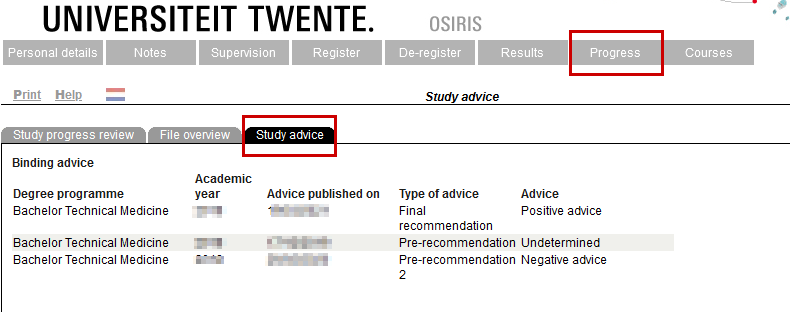 UNIVERSITEIT TWENTE. OSIRIS
Personal details Notes Supervision Register De-register Results Progress Courses
Print Help
Study advice
Study progress review File overview Study advice
Binding advice
Degree programme Academic year Advice published on Type of advice Advice
Bachelor Technical Medicine Final recommendation Positive advice
Bachelor Technical Medicine Pre-recommendation Undetermined
Bachelor Technical Medicine Pre-recommendation 2 Negative advice